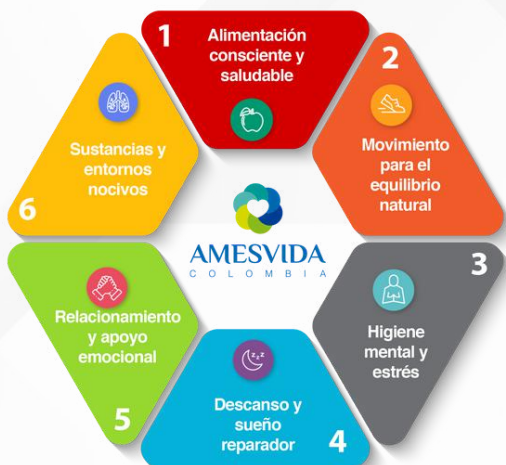 1
Alimentación
consciente y
saludable
2
Movimiento
para el
equilibrio
natural
3
Higiene
mental y
estrés
Descanso y
sueño
reparador
4
Relacionamiento
y apoyo
emocional
5
Sustancias y
entornos
nocivos
6
AMESVIDA
COLOMBIA
zzz